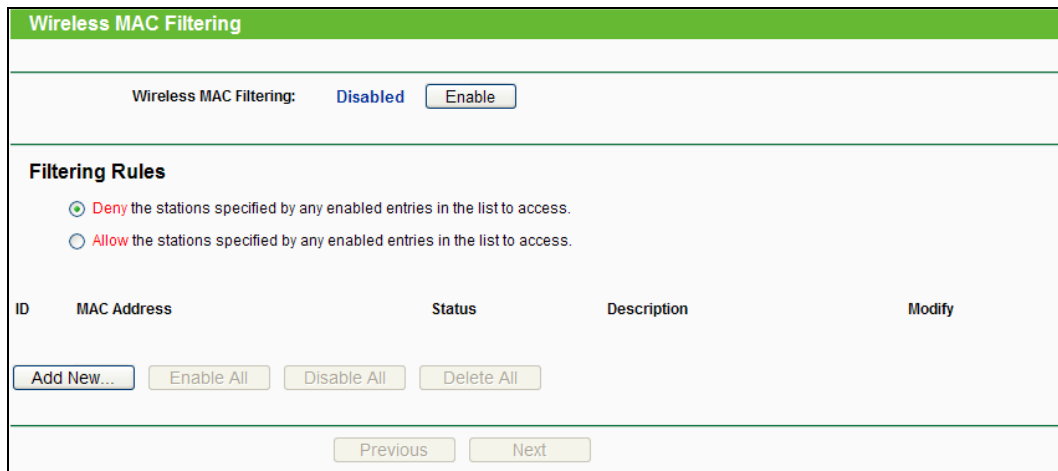 Wireless MAC Filtering
Wireless MAC Filtering: Disabled Enable
Filtering Rules
Deny the stations specified by any enabled entries in the list to access.
Allow the stations specified by any enabled entries in the list to access.
ID MAC Address Status Description Modify
Add New... Enable All Disable All Delete All
Previous Next